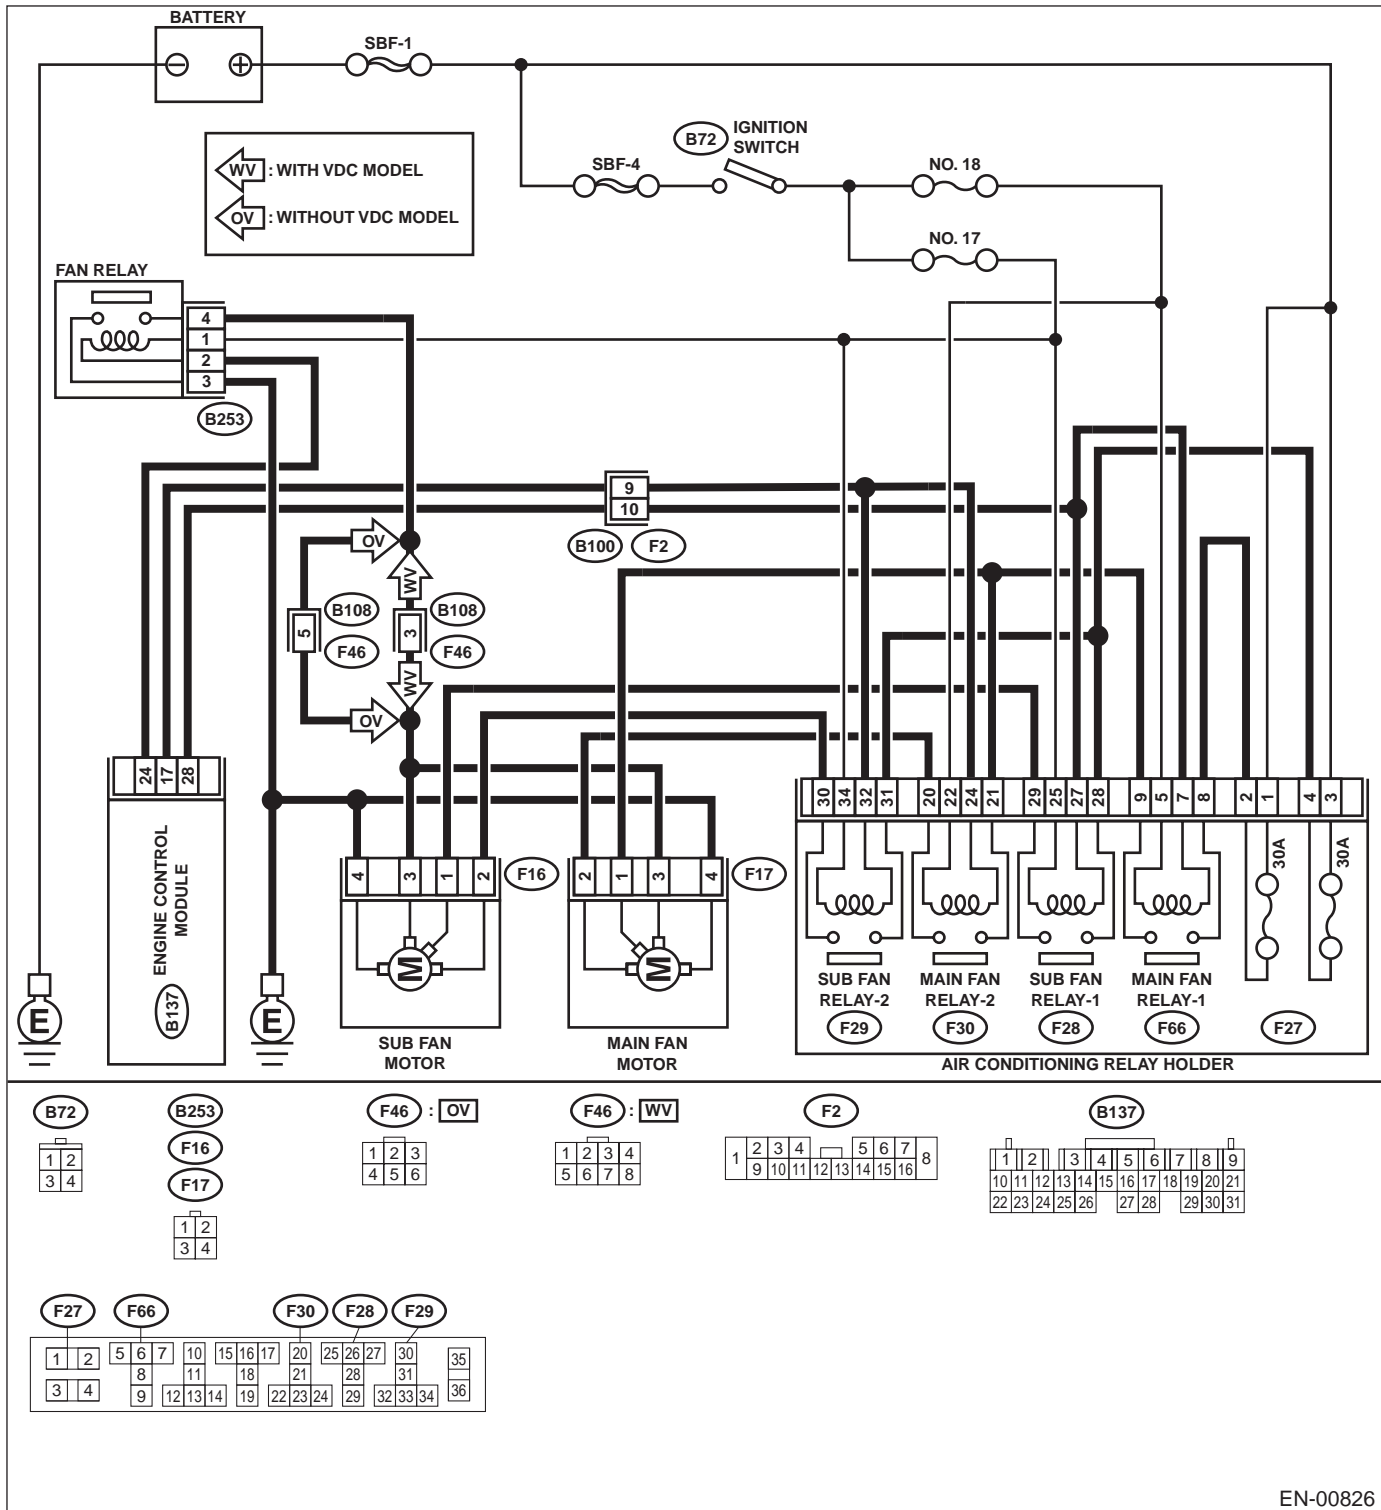 BATTERY
SBF-1
B72
IGNITION
SWITCH
SBF-4
NO. 18
NO. 17
WV : WITH VDC MODEL
OV : WITHOUT VDC MODEL
FAN RELAY
4
1
2
3
B253
9
10
B100 F2
OV
WV
B108 B108
5 3
F46 F46
WV
OV
24 17 28
30 34 32 31 20 22 24 21 29 25 27 28 9 5 7 8 2 1 4 3
4 3 1 2 F16
2 1 3 4 F17
30A 30A
ENGINE CONTROL
MODULE
B137
M M
E E
SUB FAN
MOTOR
MAIN FAN
MOTOR
SUB FAN
RELAY-2
F29
MAIN FAN
RELAY-2
F30
SUB FAN
RELAY-1
F28
MAIN FAN
RELAY-1
F66
F27
AIR CONDITIONING RELAY HOLDER
B72
1 2
3 4
B253
F16
F17
1 2
3 4
F46 : OV
1 2 3
4 5 6
F46 : WV
1 2 3 4
5 6 7 8
F2
1 2 3 4 5 6 7 8
9 10 11 12 13 14 15 16
B137
1 2 3 4 5 6 7 8 9
10 11 12 13 14 15 16 17 18 19 20 21
22 23 24 25 26 27 28 29 30 31
F27 F66 F30 F28 F29
1 2 5 6 7 10 15 16 17 20 25 26 27 30 35
8 11 18 21 28 31
3 4 9 12 13 14 19 22 23 24 29 32 33 34 36
EN-00826